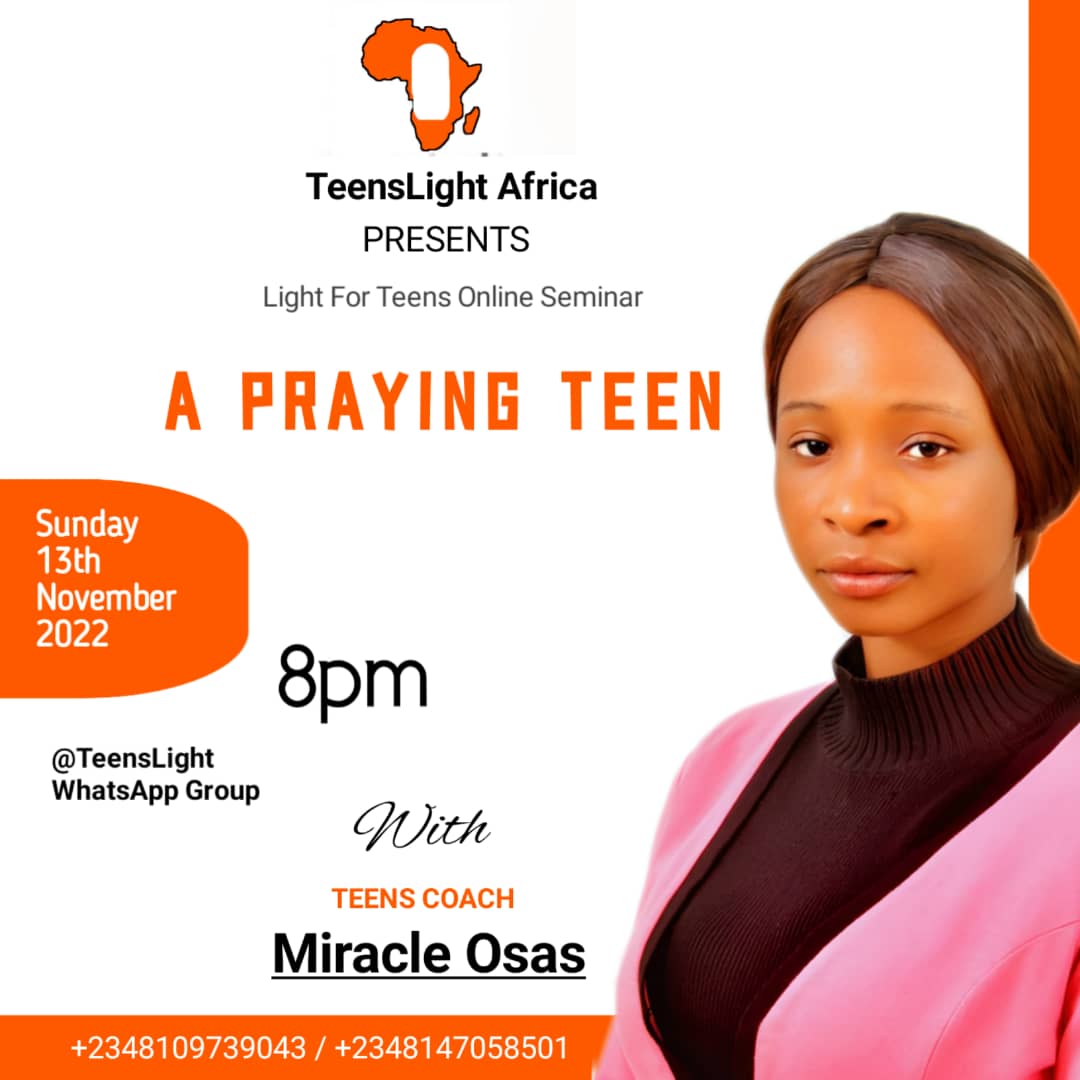 TeensLight Africa
PRESENTS
Light For Teens Online Seminar
A PRAYING TEEN
Sunday
13th
November
2022
8pm
@TeensLight
WhatsApp Group
With
TEENS COACH
Miracle Osas
+2348109739043 / +2348147058501